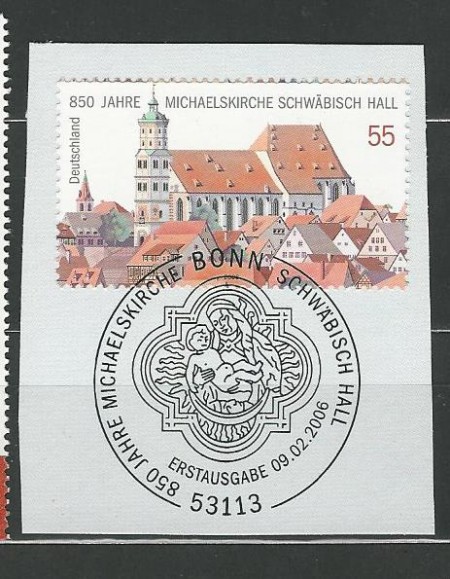 850 JAHRE MICHAELSKIRCHE SCHWÄBISCH HALL
Deutschland
55
850 JAHRE MICHAELSKIRCHE BONN SCHWÄBISCH HALL
ERSTAUSGABE 09.02.2006
53113